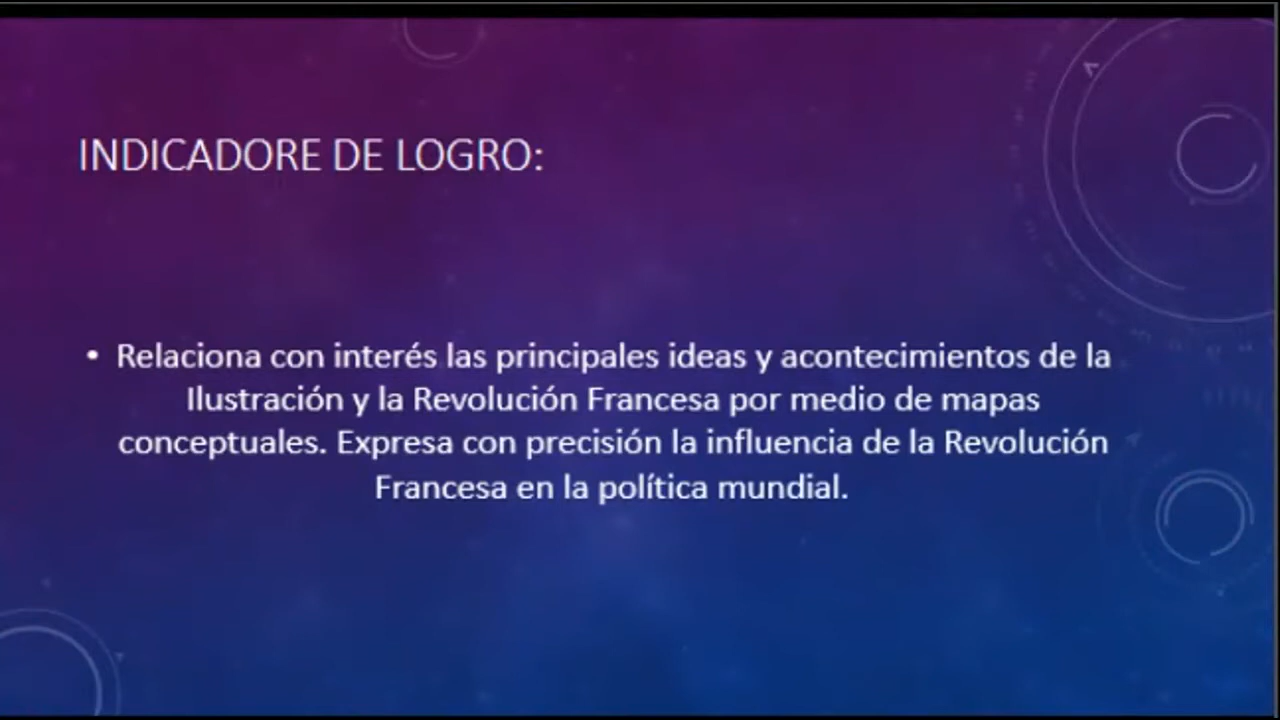 INDICADORE DE LOGRO:
• Relaciona con interés las principales ideas y acontecimientos de la
Ilustración y la Revolución Francesa por medio de mapas
conceptuales. Expresa con precisión la influencia de la Revolución
Francesa en la política mundial.